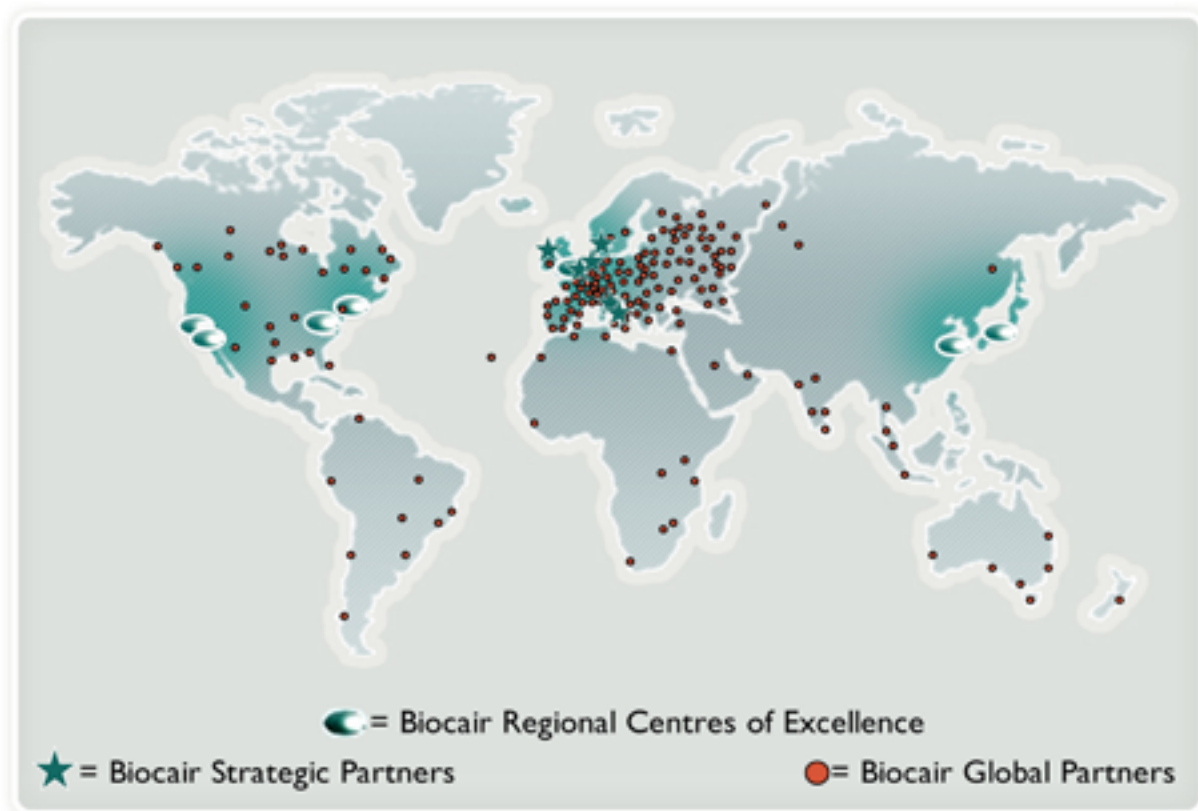 = Biocair Regional Centres of Excellence
= Biocair Strategic Partners
= Biocair Global Partners